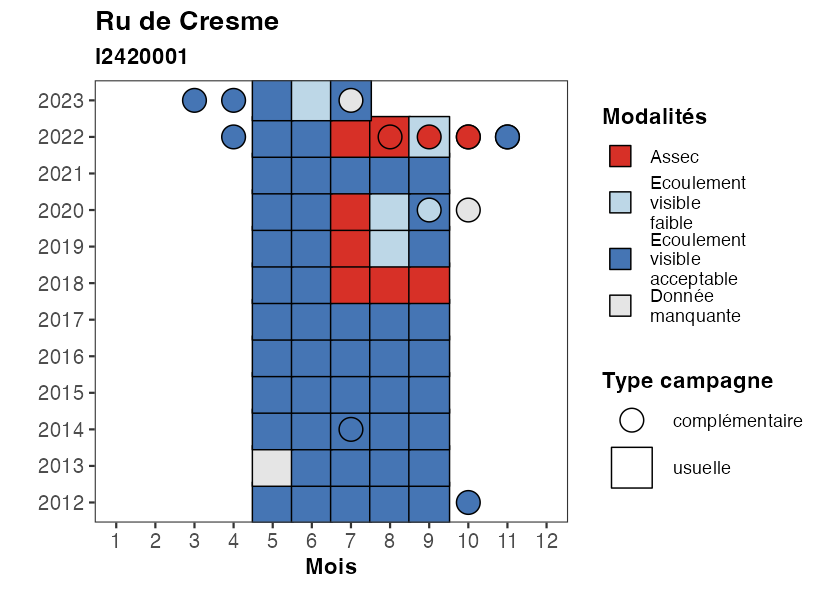 Ru de Cresme
I2420001
2023
2022
2021
2020
2019
2018
2017
2016
2015
2014
2013
2012
1 2 3 4 5 6 7 8 9 10 11 12
Mois
Modalités
Assec
Ecoulement
visible
faible
Ecoulement
visible
acceptable
Donnée
manquante
Type campagne
complémentaire
usuelle